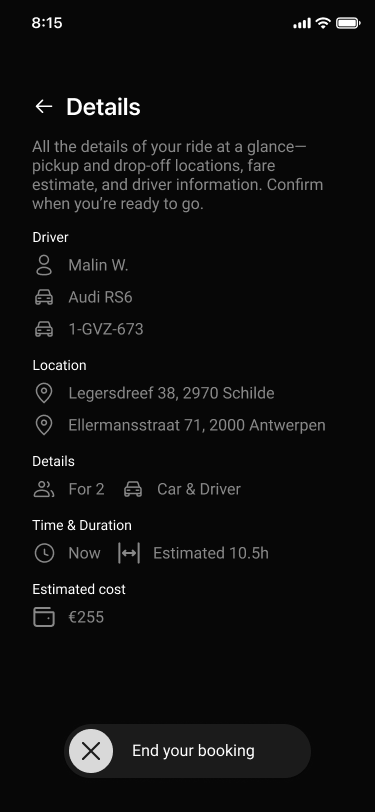 8:15
Details
All the details of your ride at a glance—
pickup and drop-off locations, fare
estimate, and driver information. Confirm
when you’re ready to go.
Driver
Malin W.
Audi RS6
1-GVZ-673
Location
Legersdreef 38, 2970 Schilde
Ellermansstraat 71, 2000 Antwerpen
Details
For 2 Car & Driver
Time & Duration
Now Estimated 10.5h
Estimated cost
€255
End your booking